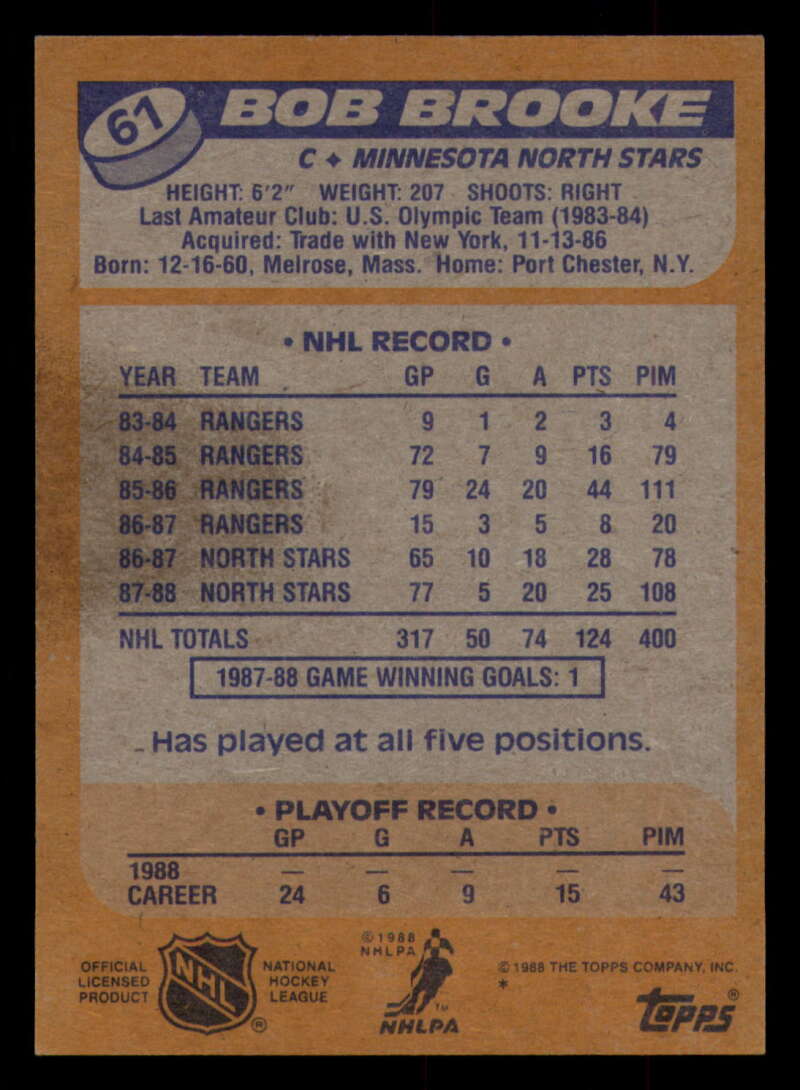 61 BOB BROOKE
C ♦ MINNESOTA NORTH STARS
HEIGHT: 6'2" WEIGHT: 207 SHOOTS: RIGHT
Last Amateur Club: U.S. Olympic Team (1983-84)
Acquired: Trade with New York, 11-13-86
Born: 12-16-60, Melrose, Mass. Home: Port Chester, N.Y.
• NHL RECORD •
YEAR TEAM GP G A PTS PIM
83-84 RANGERS 9 1 2 3 4
84-85 RANGERS 72 7 9 16 79
85-86 RANGERS 79 24 20 44 111
86-87 RANGERS 15 3 5 8 20
86-87 NORTH STARS 65 10 18 28 78
87-88 NORTH STARS 77 5 20 25 108
NHL TOTALS 317 50 74 124 400
1987-88 GAME WINNING GOALS: 1
Has played at all five positions.
• PLAYOFF RECORD •
GP G A PTS PIM
1988 — — — — —
CAREER 24 6 9 15 43
OFFICIAL
LICENSED
PRODUCT
NHL ®
NATIONAL
HOCKEY
LEAGUE
© 1988
NHLPA
™
NHLPA
© 1988 THE TOPPS COMPANY, INC.
*
topps ®